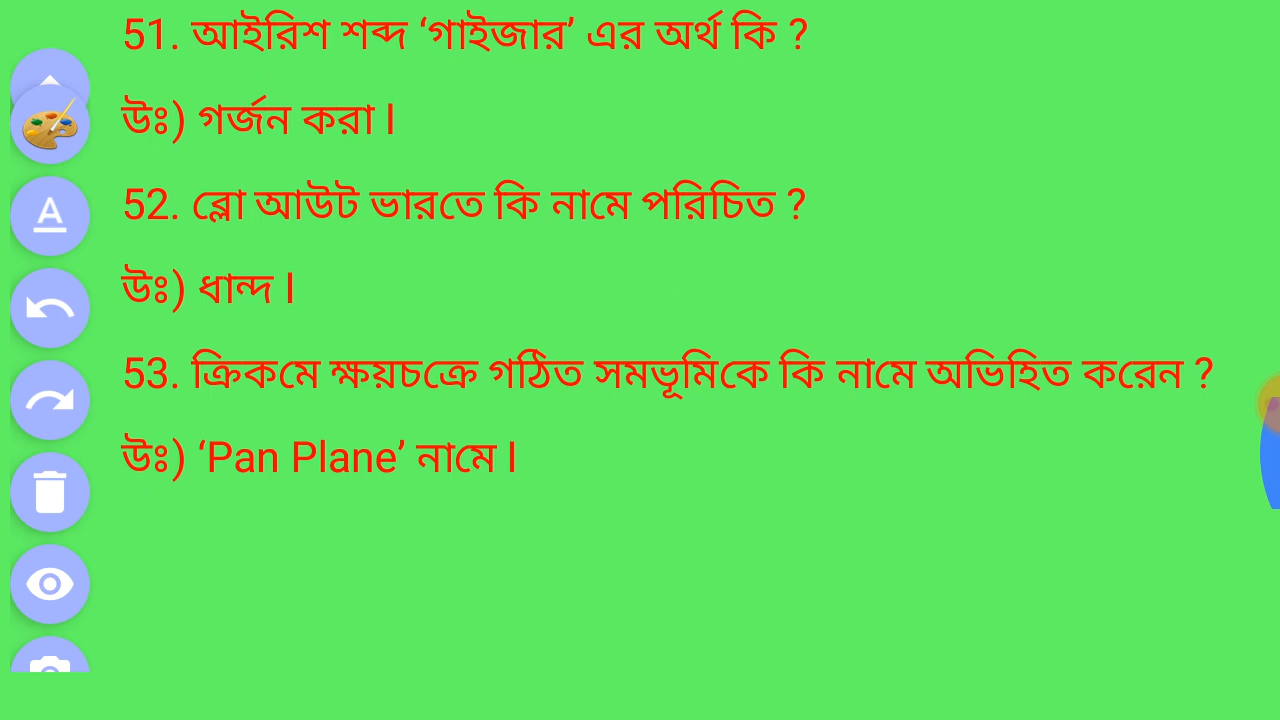 51. আইরিশ শব্দ ‘গাইজার’ এর অর্থ কি ?
উঃ) গর্জন করা l
52. ব্লো আউট ভারতে কি নামে পরিচিত ?
উঃ) ধান্দ l
53. ক্রিকমে ক্ষয়চক্রে গঠিত সমভূমিকে কি নামে অভিহিত করেন ?
উঃ) ‘Pan Plane’ নামে l